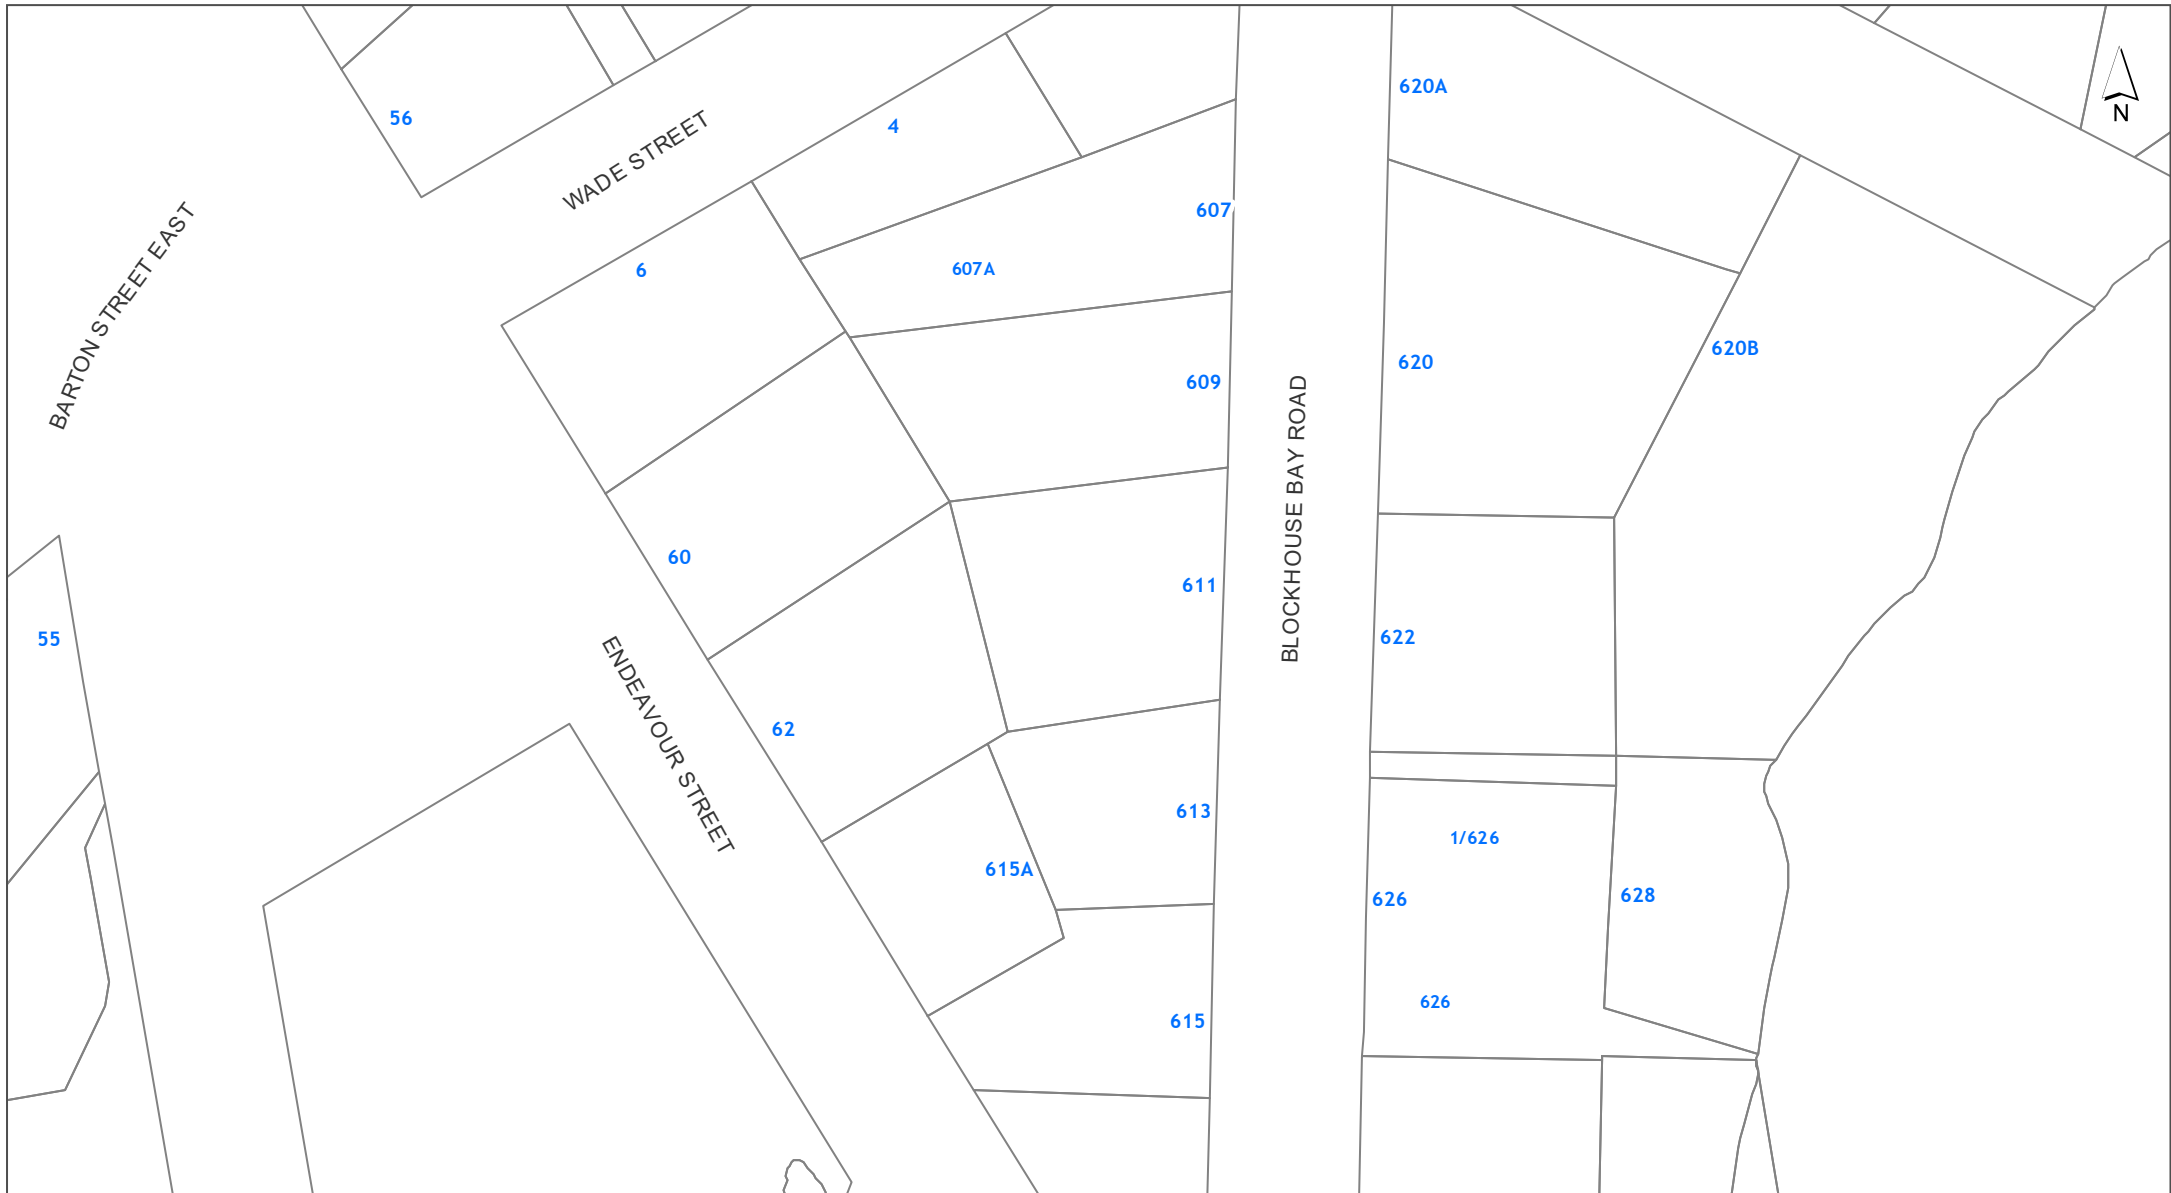 620A
56
N
WADE STREET
4
607
BARTON STREET EAST
6
607A
620B
620
609
BLOCKHOUSE BAY ROAD
60
611
55
622
ENDEAVOUR STREET
62
613
1/626
615A
626
628
626
615